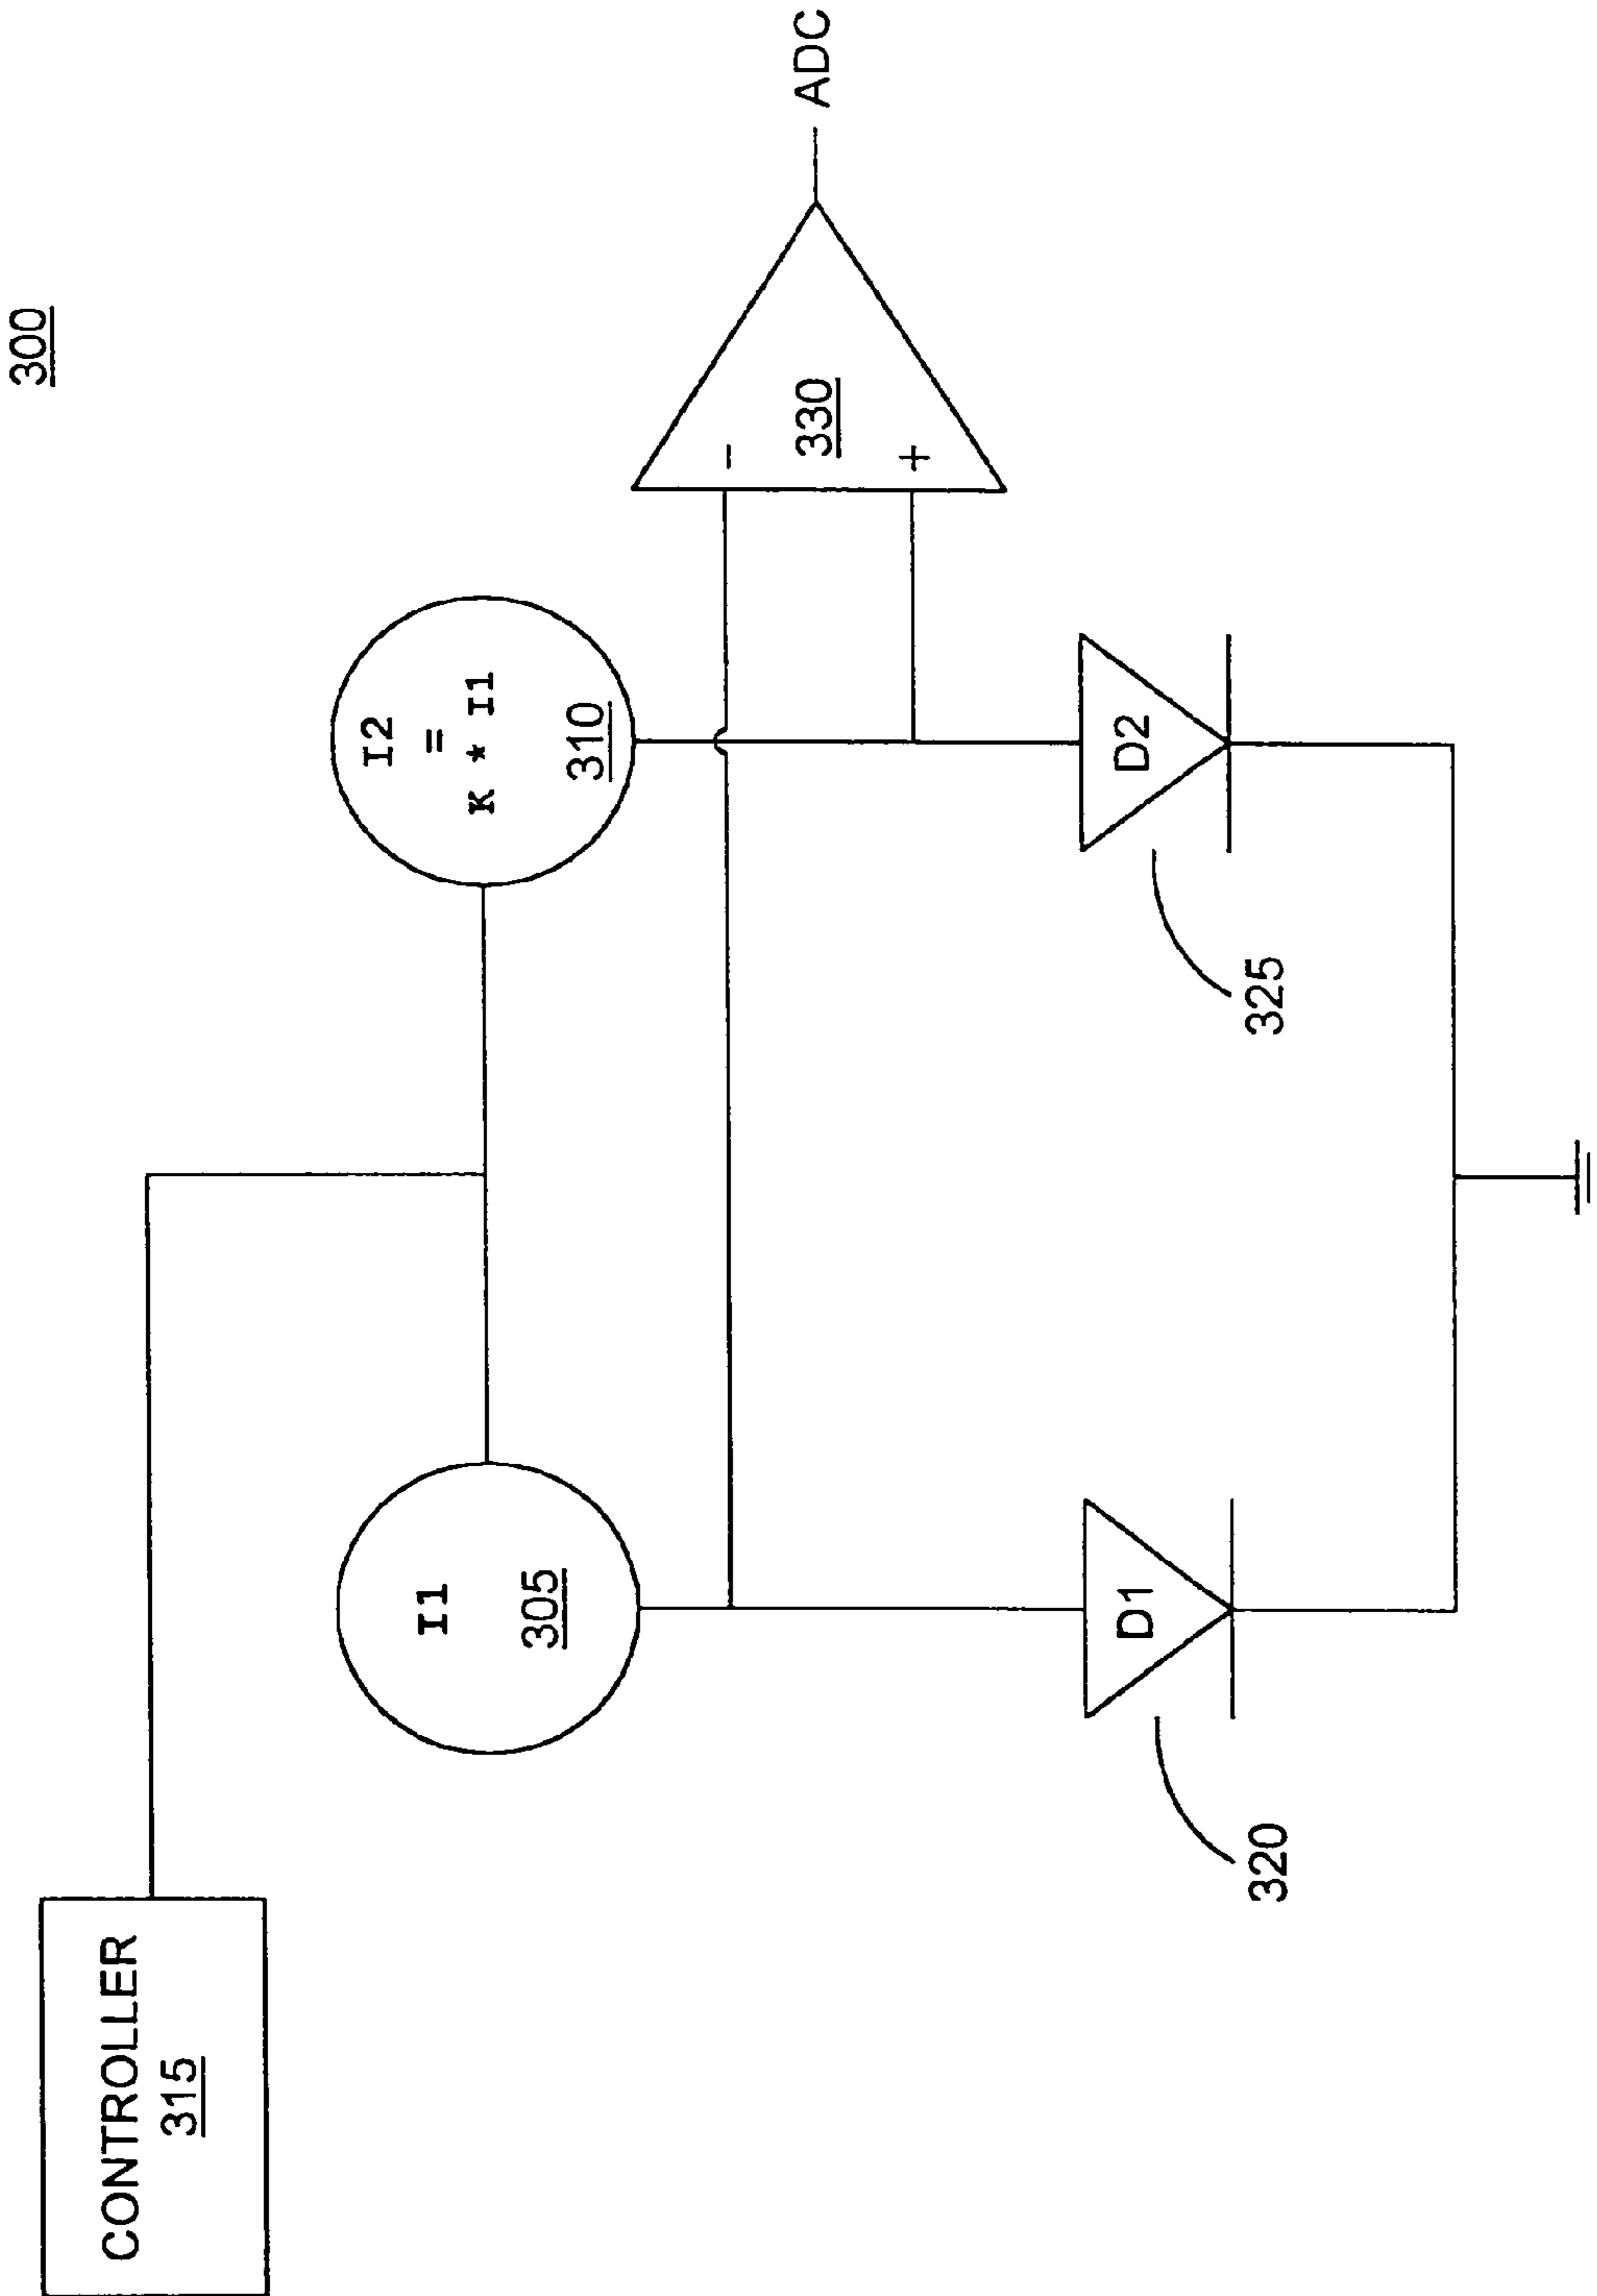 300
CONTROLLER
315
I1
305
I2
=
K * I1
310
-
330
+
ADC
D1
320
D2
325